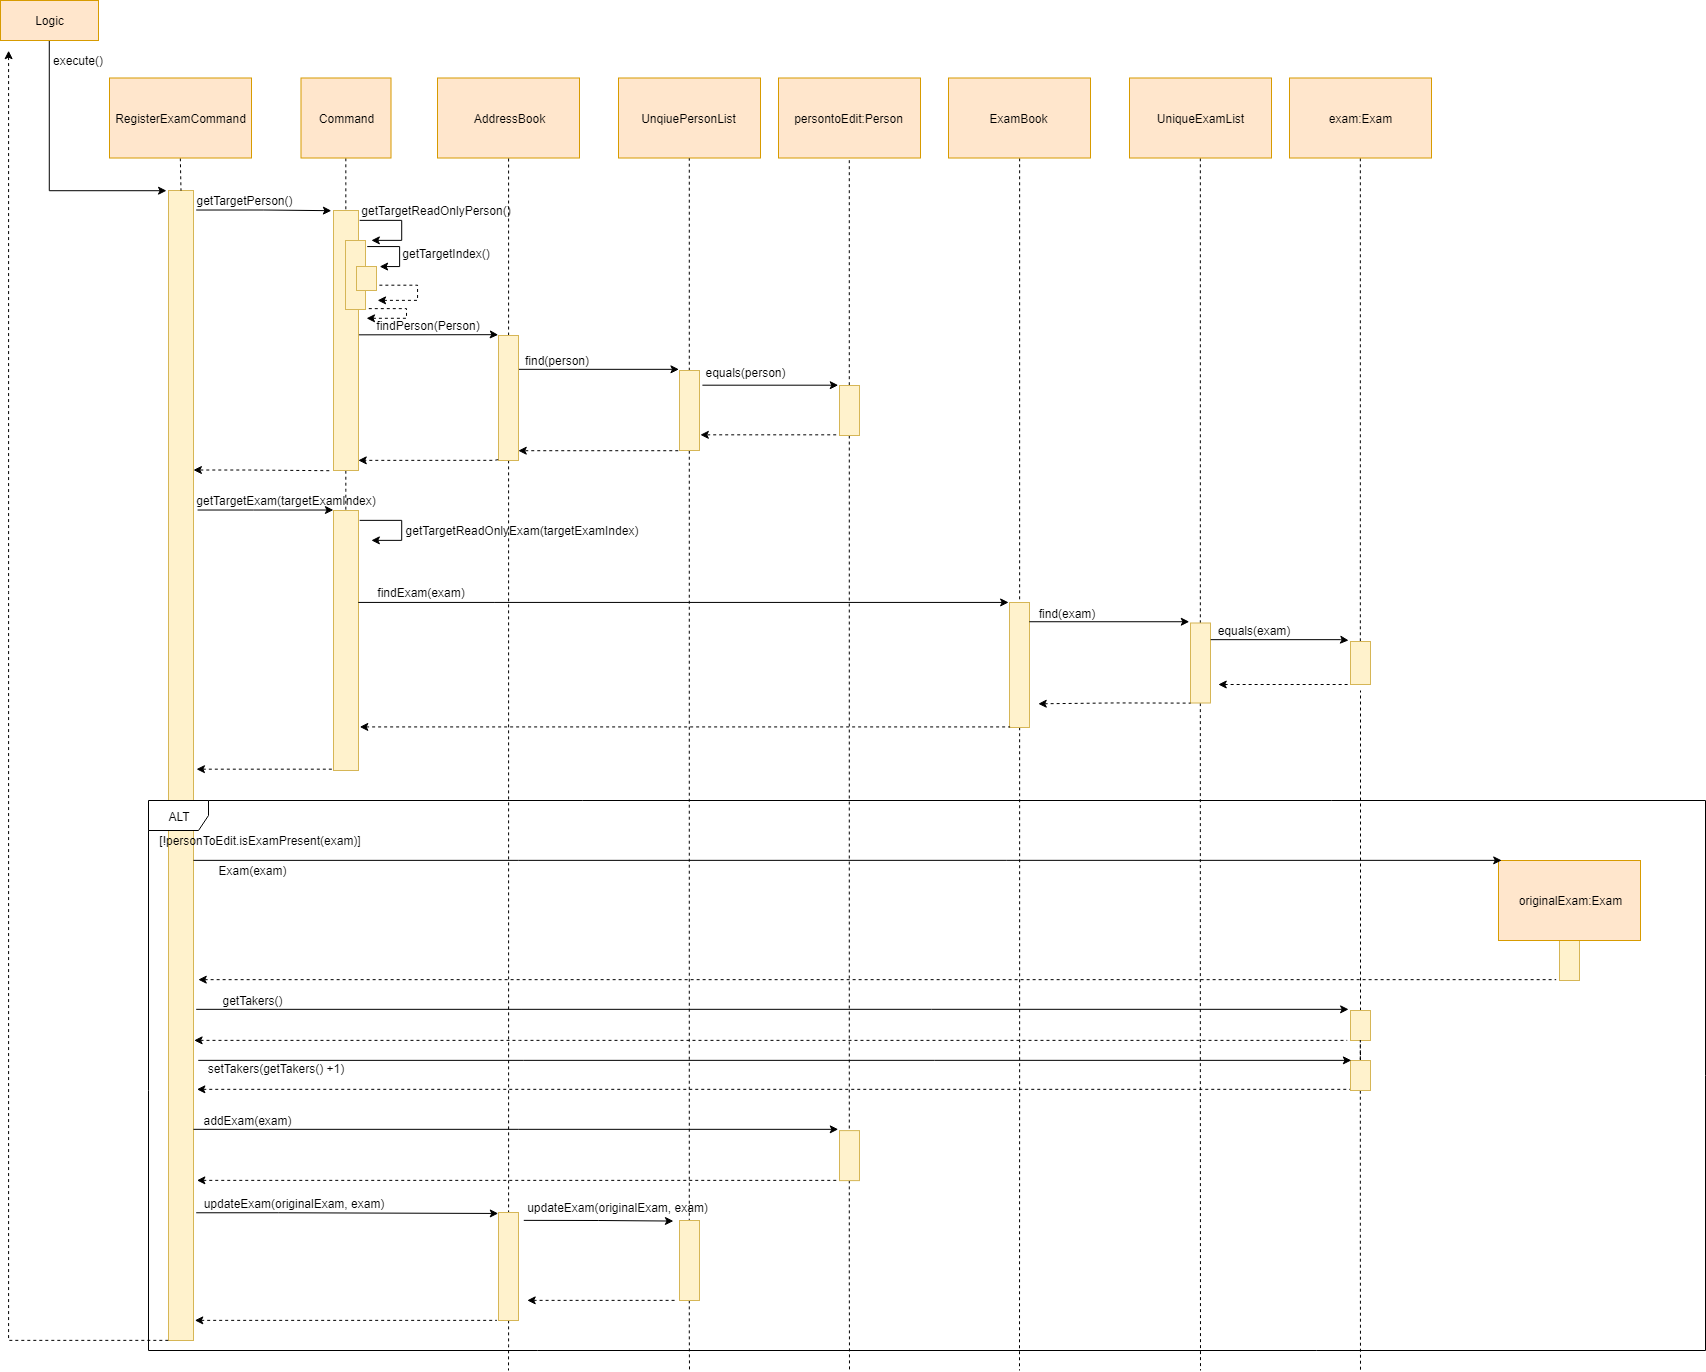 Logic
execute()
RegisterExamCommand
Command
AddressBook
UnqiuePersonList
persontoEdit:Person
ExamBook
UniqueExamList
exam:Exam
getTargetPerson()
getTargetReadOnlyPerson()
getTargetIndex()
findPerson(Person)
find(person)
equals(person)
getTargetExam(targetExamIndex)
getTargetReadOnlyExam(targetExamIndex)
findExam(exam)
find(exam)
equals(exam)
ALT
[!personToEdit.isExamPresent(exam)]
Exam(exam)
originalExam:Exam
getTakers()
setTakers(getTakers() +1)
addExam(exam)
updateExam(originalExam, exam)
updateExam(originalExam, exam)